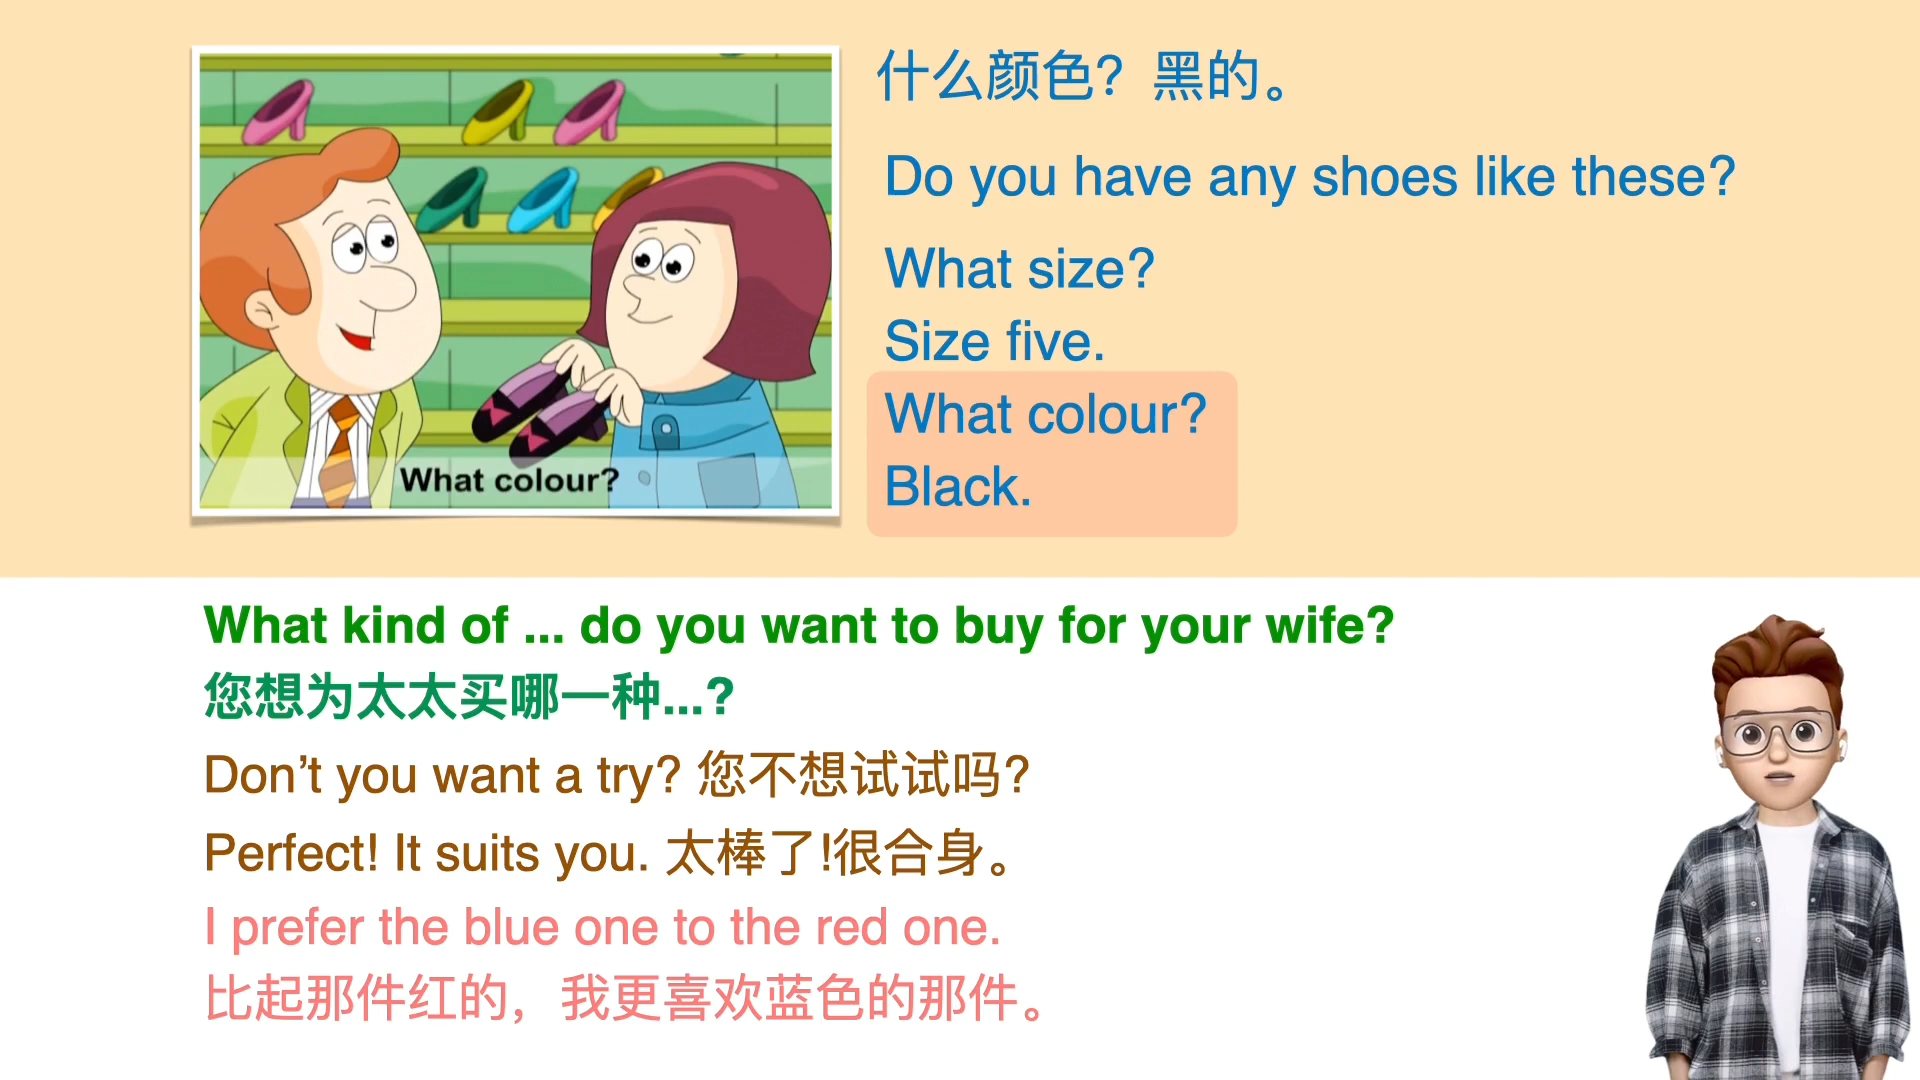 什么颜色？黑的。
Do you have any shoes like these?
What size?
Size five.
What colour?
Black.
What colour?
What kind of ... do you want to buy for your wife?
您想为太太买哪一种...?
Don’t you want a try? 您不想试试吗?
Perfect! It suits you. 太棒了!很合身。
I prefer the blue one to the red one.
比起那件红的，我更喜欢蓝色的那件。